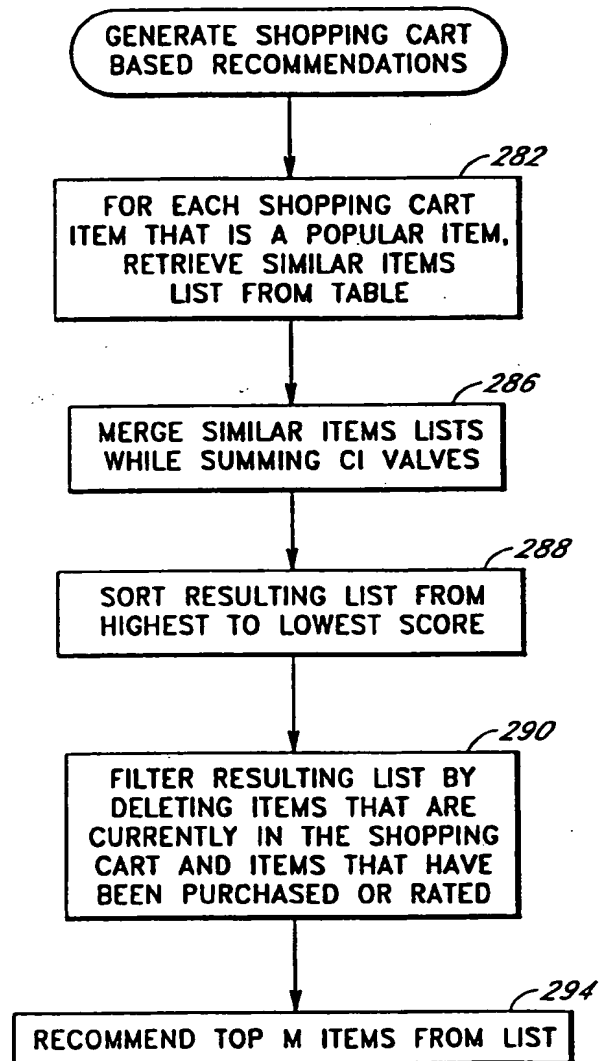 GENERATE SHOPPING CART
BASED RECOMMENDATIONS
282
FOR EACH SHOPPING CART
ITEM THAT IS A POPULAR ITEM,
RETRIEVE SIMILAR ITEMS
LIST FROM TABLE
286
MERGE SIMILAR ITEMS LISTS
WHILE SUMMING CI VALVES
288
SORT RESULTING LIST FROM
HIGHEST TO LOWEST SCORE
290
FILTER RESULTING LIST BY
DELETING ITEMS THAT ARE
CURRENTLY IN THE SHOPPING
CART AND ITEMS THAT HAVE
BEEN PURCHASED OR RATED
294
RECOMMEND TOP M ITEMS FROM LIST